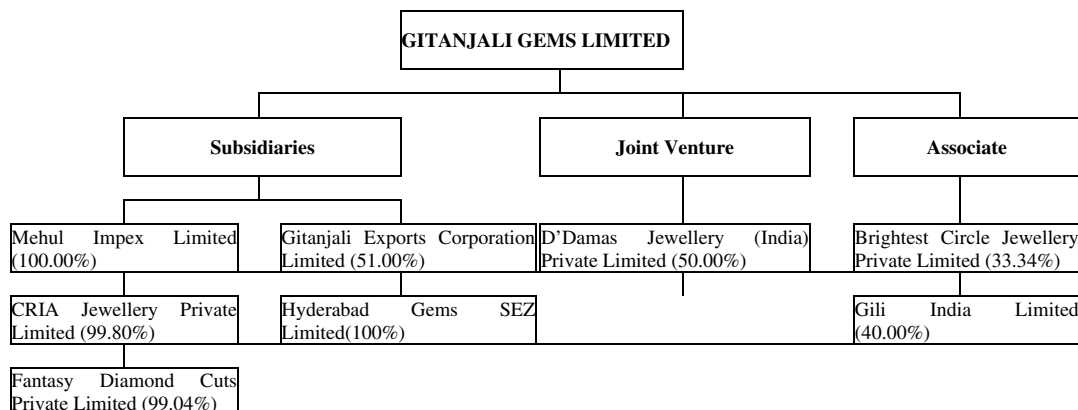 GITANJALI GEMS LIMITED
Subsidiaries
Joint Venture
Associate
Mehul Impex Limited
(100.00%)
Gitanjali Exports Corporation
Limited (51.00%)
D'Damas Jewellery (India)
Private Limited (50.00%)
Brightest Circle Jewellery
Private Limited (33.34%)
CRIA Jewellery Private
Limited (99.80%)
Hyderabad Gems SEZ
Limited(100%)
Gili India Limited
(40.00%)
Fantasy Diamond Cuts
Private Limited (99.04%)